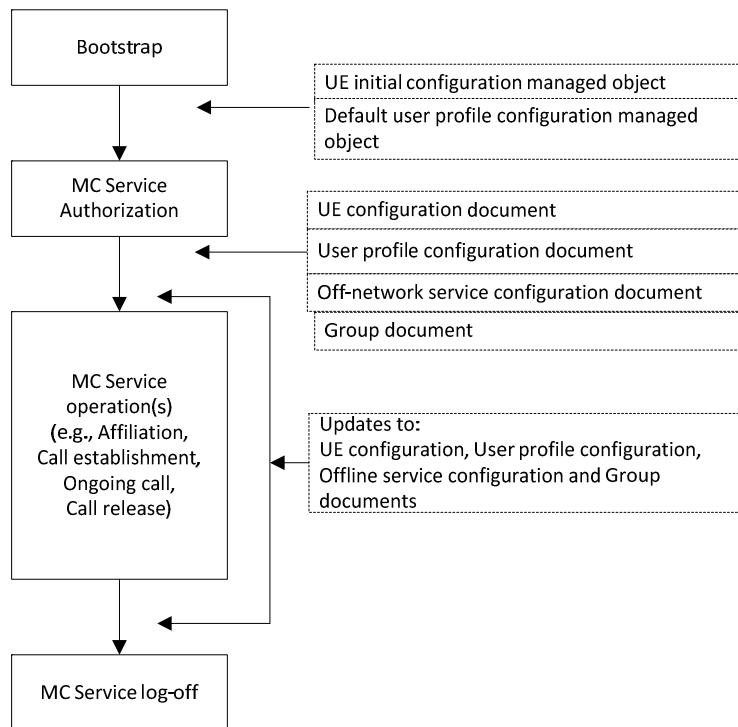 Bootstrap
UE initial configuration managed object
Default user profile configuration managed
object
MC Service
Authorization
UE configuration document
User profile configuration document
Off-network service configuration document
Group document
MC Service
operation(s)
(e.g., Affiliation,
Call establishment,
Ongoing call,
Call release)
Updates to:
UE configuration, User profile configuration,
Offline service configuration and Group
documents
MC Service log-off